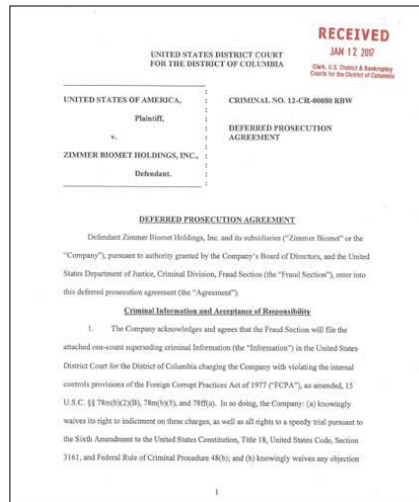 RECEIVED
JAN 12 2017
Clerk, U.S. District & Bankruptcy
Courts for the District of Columbia
UNITED STATES DISTRICT COURT
FOR THE DISTRICT OF COLUMBIA
UNITED STATES OF AMERICA,
Plaintiff,
v.
ZIMMER BIOMET HOLDINGS, INC.,
Defendant.
CRIMINAL NO. 12-CR-00080 RBW
DEFERRED PROSECUTION
AGREEMENT
DEFERRED PROSECUTION AGREEMENT
Defendant Zimmer Biomet Holdings, Inc. and its subsidiaries (“Zimmer Biomet” or the
“Company”), pursuant to authority granted by the Company’s Board of Directors, and the United
States Department of Justice, Criminal Division, Fraud Section (the “Fraud Section”), enter into
this deferred prosecution agreement (the “Agreement”).
Criminal Information and Acceptance of Responsibility
1. The Company acknowledges and agrees that the Fraud Section will file the
attached one-count superseding criminal Information (the “Information”) in the United States
District Court for the District of Columbia charging the Company with violating the internal
controls provisions of the Foreign Corrupt Practices Act of 1977 (“FCPA”), as amended, 15
U.S.C. §§ 78m(b)(2)(B), 78m(b)(5), and 78ff(a). In so doing, the Company: (a) knowingly
waives its right to indictment on these charges, as well as all rights to a speedy trial pursuant to
the Sixth Amendment to the United States Constitution, Title 18, United States Code, Section
3161, and Federal Rule of Criminal Procedure 48(b); and (b) knowingly waives any objection
1